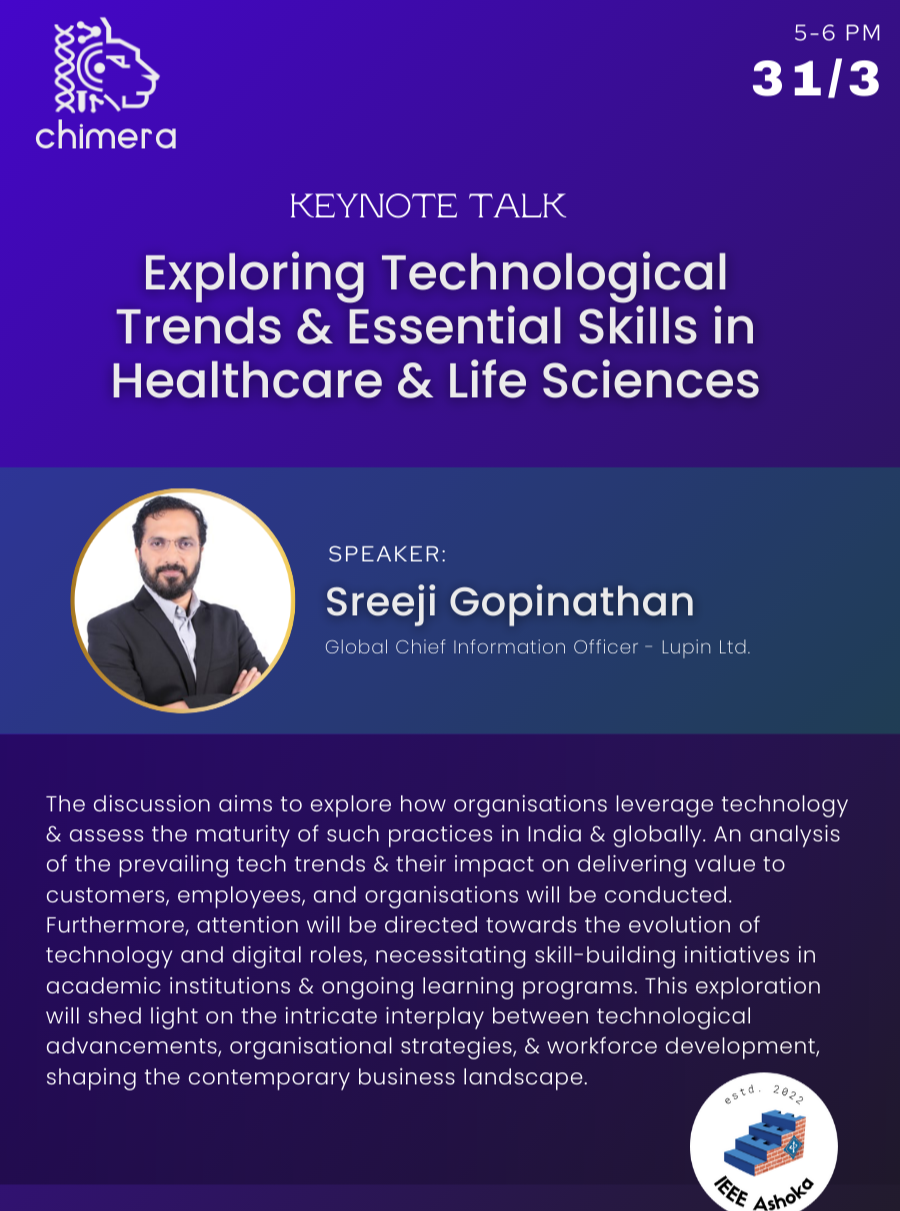 chimera
5-6 PM
31/3
KEYNOTE TALK
Exploring Technological
Trends & Essential Skills in
Healthcare & Life Sciences
SPEAKER:
Sreeji Gopinathan
Global Chief Information Officer - Lupin Ltd.
The discussion aims to explore how organisations leverage technology
& assess the maturity of such practices in India & globally. An analysis
of the prevailing tech trends & their impact on delivering value to
customers, employees, and organisations will be conducted.
Furthermore, attention will be directed towards the evolution of
technology and digital roles, necessitating skill-building initiatives in
academic institutions & ongoing learning programs. This exploration
will shed light on the intricate interplay between technological
advancements, organisational strategies, & workforce development,
shaping the contemporary business landscape.
estd. 2022
IEEE Ashoka